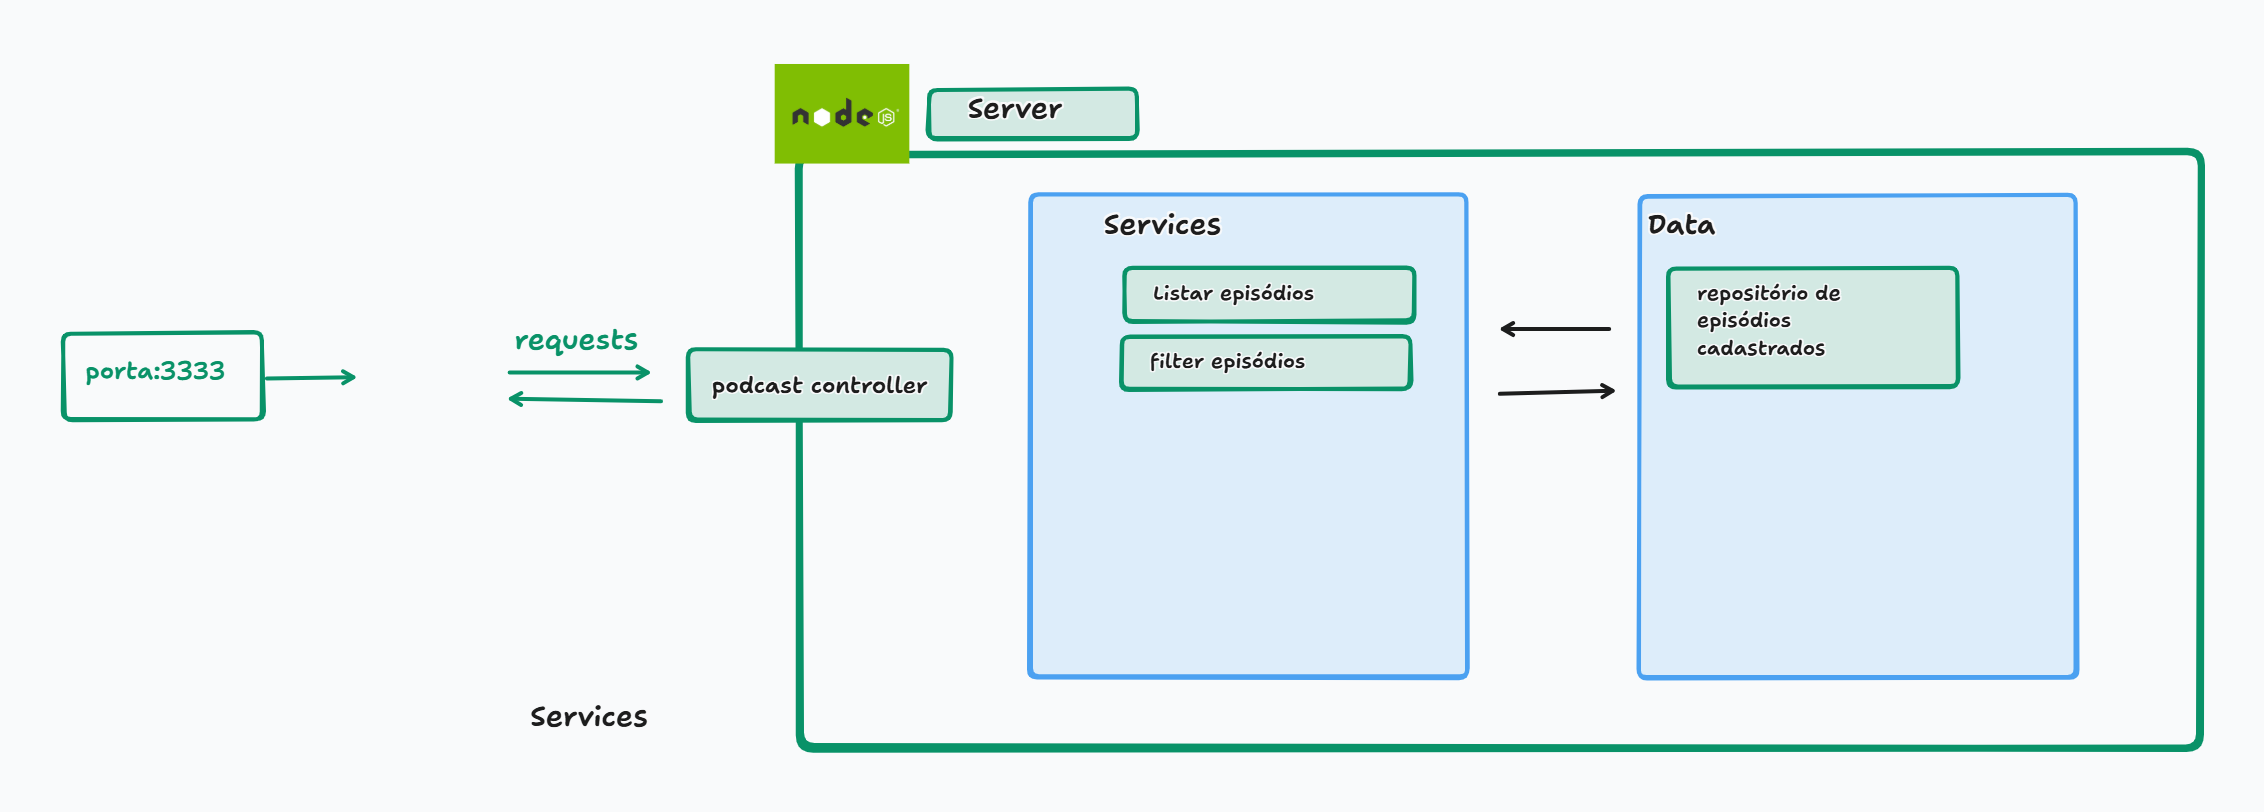 node
JS
Server
Services
Data
Listar episódios
repositório de
episódios
cadastrados
filter episódios
requests
porta:3333
podcast controller
Services